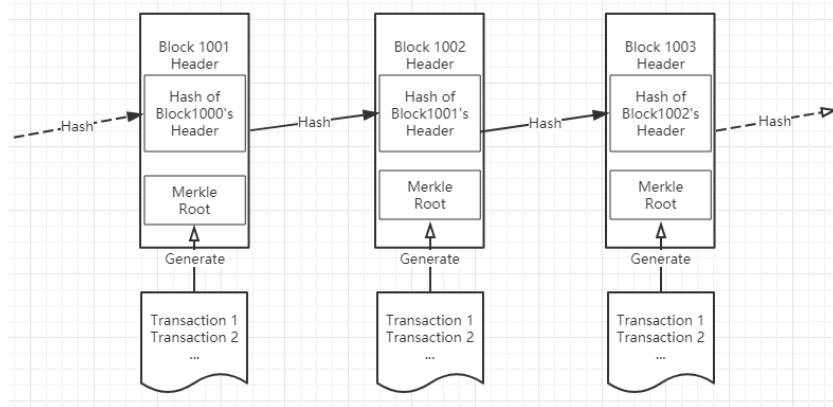 Block 1001
Header
Hash of
Block1000's
Header
Merkle
Root
Generate
Transaction 1
Transaction 2
...
Hash
Hash
Block 1002
Header
Hash of
Block1001's
Header
Merkle
Root
Generate
Transaction 1
Transaction 2
...
Hash
Block 1003
Header
Hash of
Block1002's
Header
Merkle
Root
Generate
Transaction 1
Transaction 2
...
Hash